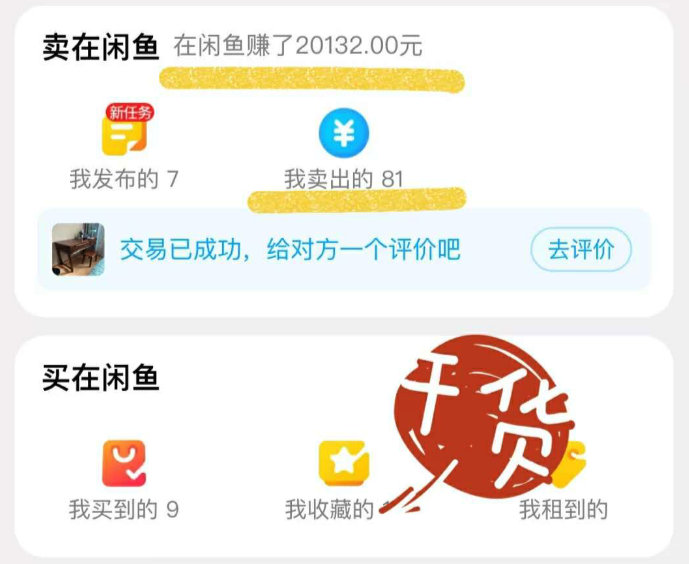 卖在闲鱼 在闲鱼赚了20132.00元
新任务
我发布的 7 我卖出的 81
交易已成功，给对方一个评价吧 去评价
买在闲鱼
干货
我买到的 9 我收藏的 我租到的